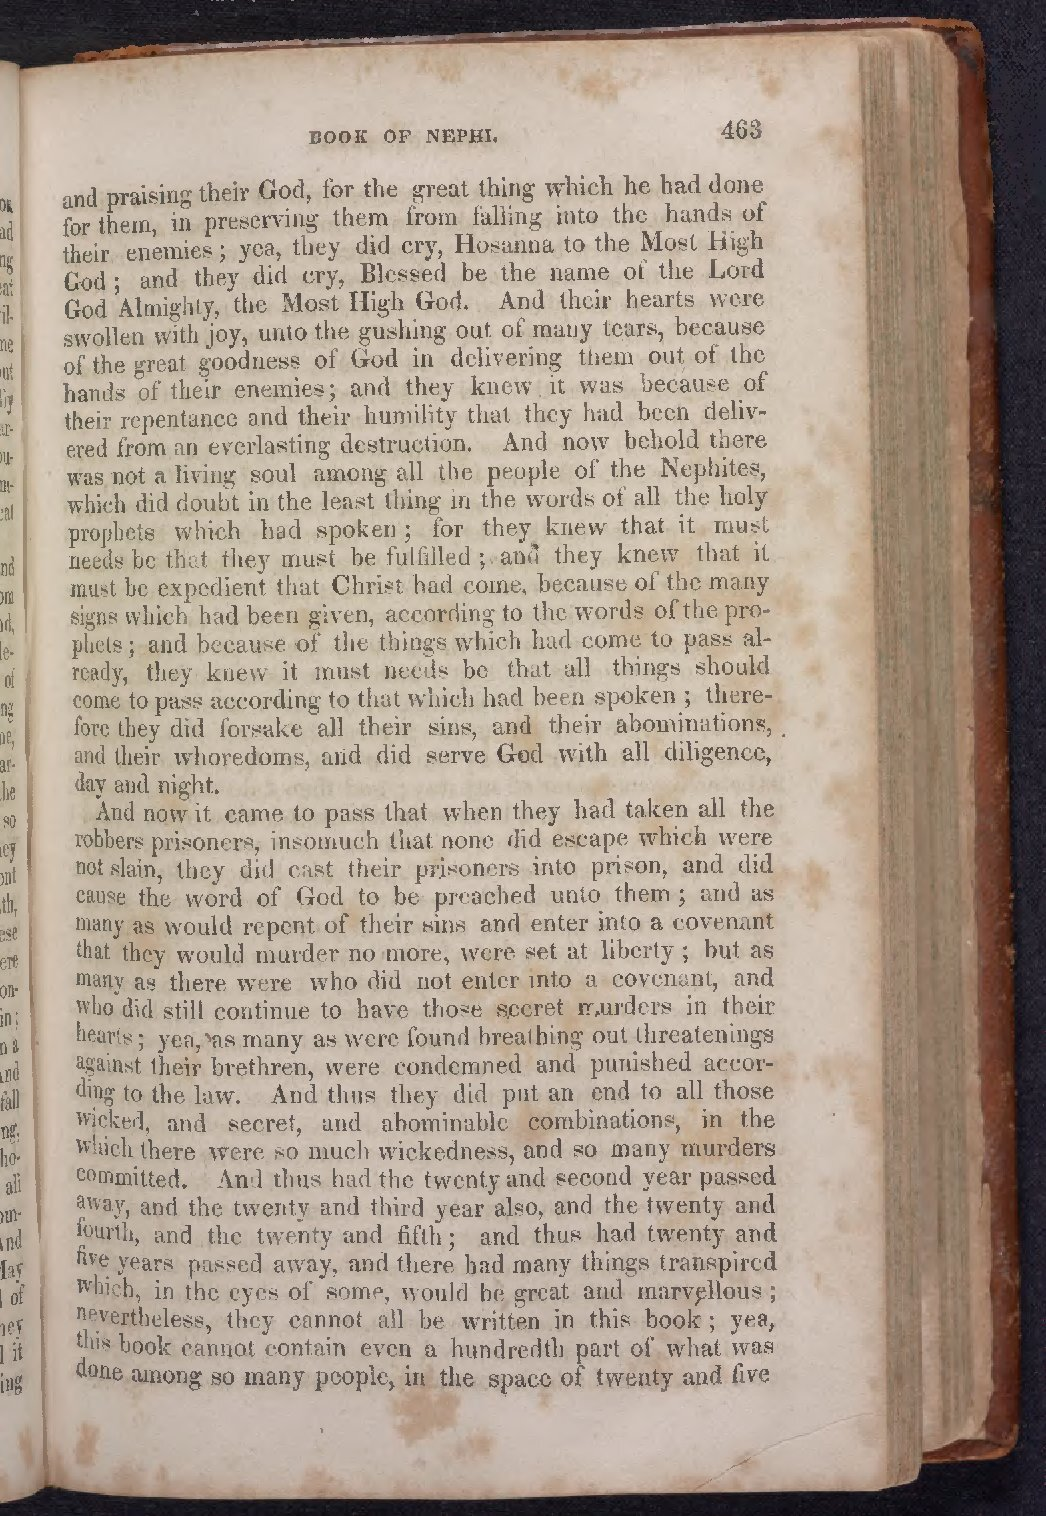 BOOK OF NEPHI. 463
and praising their God, for the great thing which he had done
for them, in preserving them from falling into the hands of
their enemies; yea, they did cry, Hosanna to the Most High
God; and they did cry, Blessed be the name of the Lord
God Almighty, the Most High God. And their hearts were
swollen with joy, unto the gushing out of many tears, because
of the great goodness of God in delivering them out of the
hands of their enemies; and they knew it was because of
their repentance and their humility that they had been deliv-
ered from an everlasting destruction. And now behold there
was not a living soul among all the people of the Nephites,
which did doubt in the least thing in the words of all the holy
prophets which had spoken; for they knew that it must
needs be that they must be fulfilled; and they knew that it
must be expedient that Christ had come, because of the many
signs which had been given, according to the words of the pro-
phets; and because of the things which had come to pass al-
ready, they knew it must needs be that all things should
come to pass according to that which had been spoken; there-
fore they did forsake all their sins, and their abominations,
and their whoredoms, and did serve God with all diligence,
day and night.
And now it came to pass that when they had taken all the
robbers prisoners, insomuch that none did escape which were
not slain, they did cast their prisoners into prison, and did
cause the word of God to be preached unto them; and as
many as would repent of their sins and enter into a covenant
that they would murder no more, were set at liberty; but as
many as there were who did not enter into a covenant, and
who did still continue to have those secret murders in their
hearts; yea, as many as were found breathing out threatenings
against their brethren, were condemned and punished accor-
ding to the law. And thus they did put an end to all those
wicked, and secret, and abominable combinations, in the
which there were so much wickedness, and so many murders
committed. And thus had the twenty and second year passed
away, and the twenty and third year also, and the twenty and
fourth, and the twenty and fifth; and thus had twenty and
five years passed away, and there had many things transpired
which, in the eyes of some, would be great and marvellous;
nevertheless, they cannot all be written in this book; yea,
this book cannot contain even a hundredth part of what was
done among so many people, in the space of twenty and five